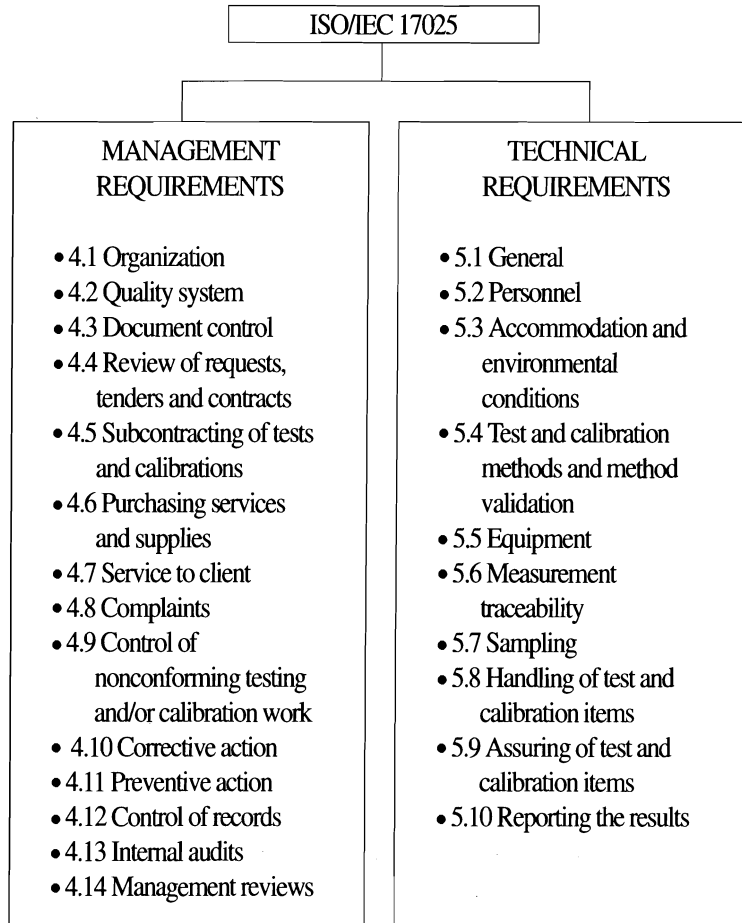 ISO/IEC 17025
MANAGEMENT
REQUIREMENTS
• 4.1 Organization
• 4.2 Quality system
• 4.3 Document control
• 4.4 Review of requests,
tenders and contracts
• 4.5 Subcontracting of tests
and calibrations
• 4.6 Purchasing services
and supplies
• 4.7 Service to client
• 4.8 Complaints
• 4.9 Control of
nonconforming testing
and/or calibration work
• 4.10 Corrective action
• 4.11 Preventive action
• 4.12 Control of records
• 4.13 Internal audits
• 4.14 Management reviews
TECHNICAL
REQUIREMENTS
• 5.1 General
• 5.2 Personnel
• 5.3 Accommodation and
environmental
conditions
• 5.4 Test and calibration
methods and method
validation
• 5.5 Equipment
• 5.6 Measurement
traceability
• 5.7 Sampling
• 5.8 Handling of test and
calibration items
• 5.9 Assuring of test and
calibration items
• 5.10 Reporting the results